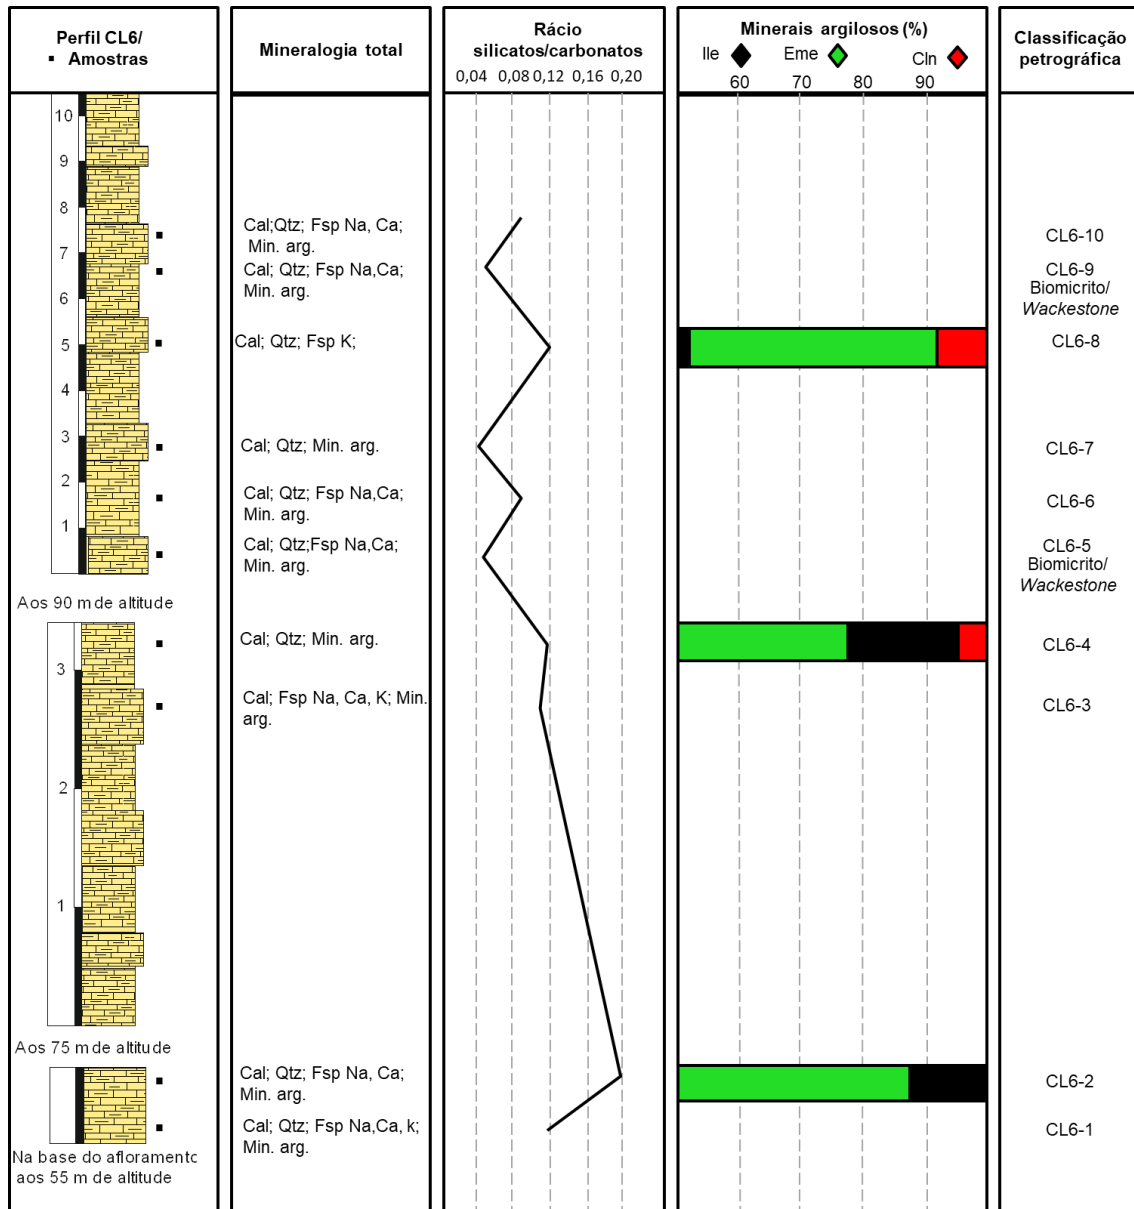 Perfil CL6/
▪ Amostras
Mineralogia total
Rácio
silicatos/carbonatos
0,04 0,08 0,12 0,16 0,20
Minerais argilosos (%)
Ile Eme Cln
60 70 80 90
Classificação
petrográfica
10
9
8
7
6
5
4
3
2
1
Aos 90 m de altitude
3
2
1
Aos 75 m de altitude
Na base do afloramento
aos 55 m de altitude
Cal;Qtz; Fsp Na, Ca;
Min. arg.
Cal; Qtz; Fsp Na,Ca;
Min. arg.
Cal; Qtz; Fsp K;
Cal; Qtz; Min. arg.
Cal; Qtz; Fsp Na,Ca;
Min. arg.
Cal; Qtz;Fsp Na,Ca;
Min. arg.
Cal; Qtz; Min. arg.
Cal; Fsp Na, Ca, K; Min.
arg.
Cal; Qtz; Fsp Na, Ca;
Min. arg.
Cal; Qtz; Fsp Na,Ca, k;
Min. arg.
CL6-10
CL6-9
Biomicrito/
Wackestone
CL6-8
CL6-7
CL6-6
CL6-5
Biomicrito/
Wackestone
CL6-4
CL6-3
CL6-2
CL6-1